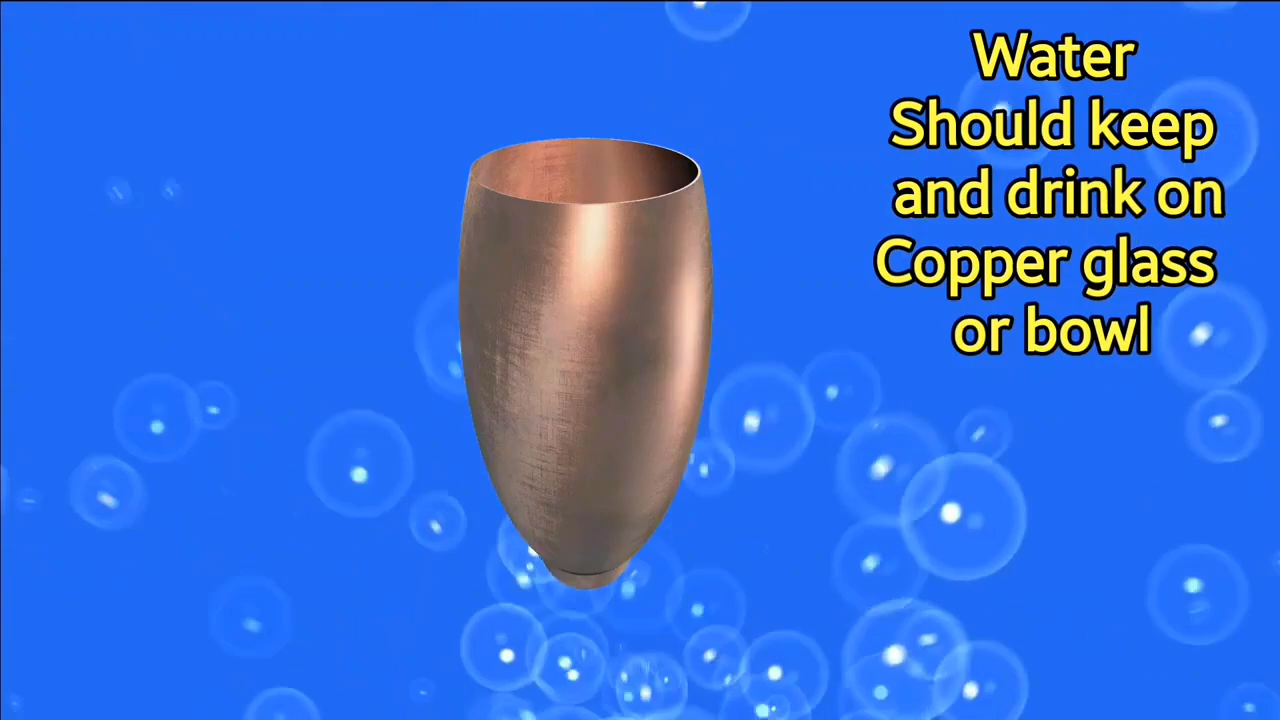 Water
Should keep
and drink on
Copper glass
or bowl